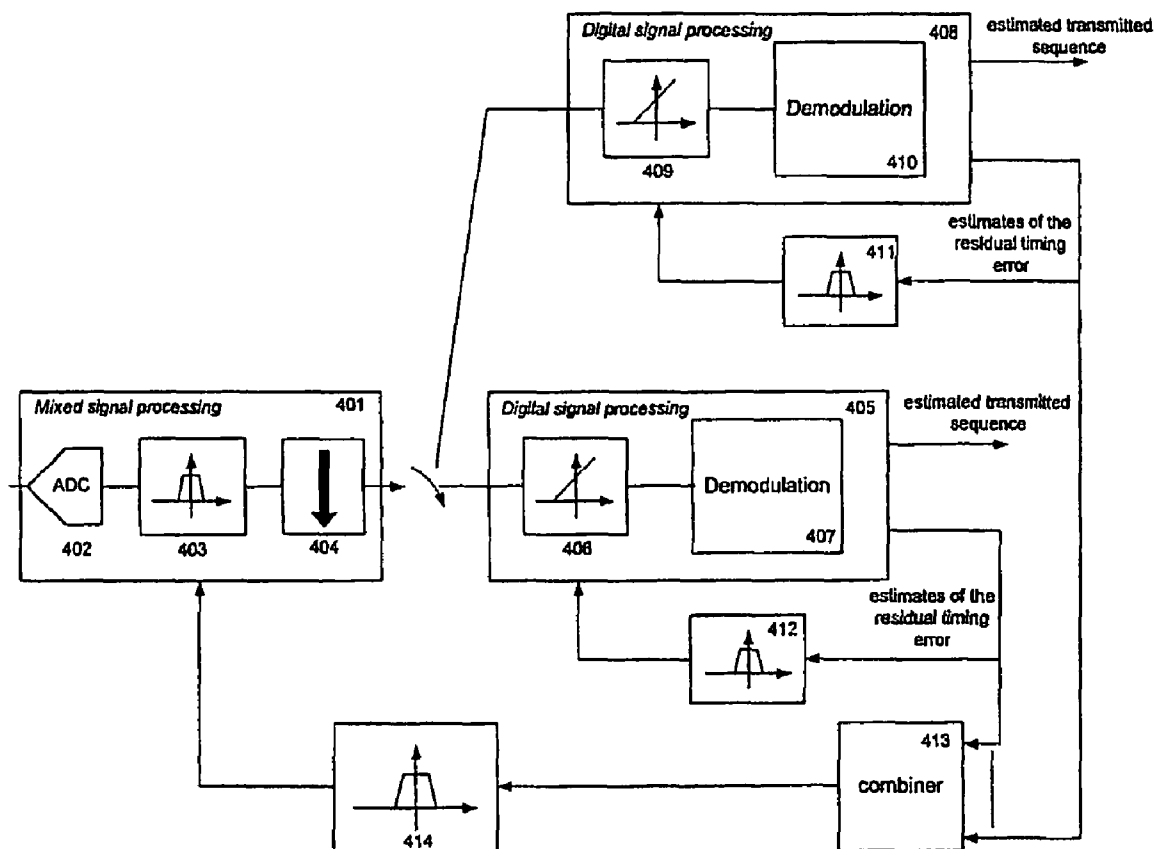 Digital signal processing
408
estimated transmitted
sequence
Demodulation
410
409
estimates of the
residual timing
error
411
Mixed signal processing
401
ADC
402
403
404
Digital signal processing
405
estimated transmitted
sequence
Demodulation
407
406
estimates of the
residual timing
error
412
413
combiner
414